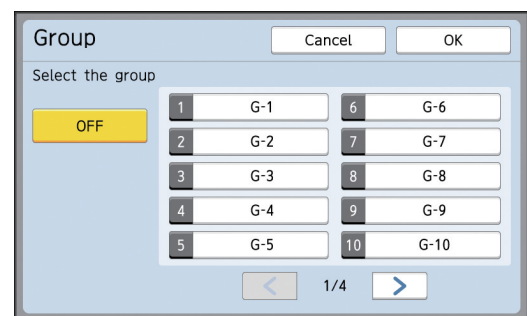 Group
Cancel
OK
Select the group
OFF
1 G-1
2 G-2
3 G-3
4 G-4
5 G-5
6 G-6
7 G-7
8 G-8
9 G-9
10 G-10
< 1/4 >